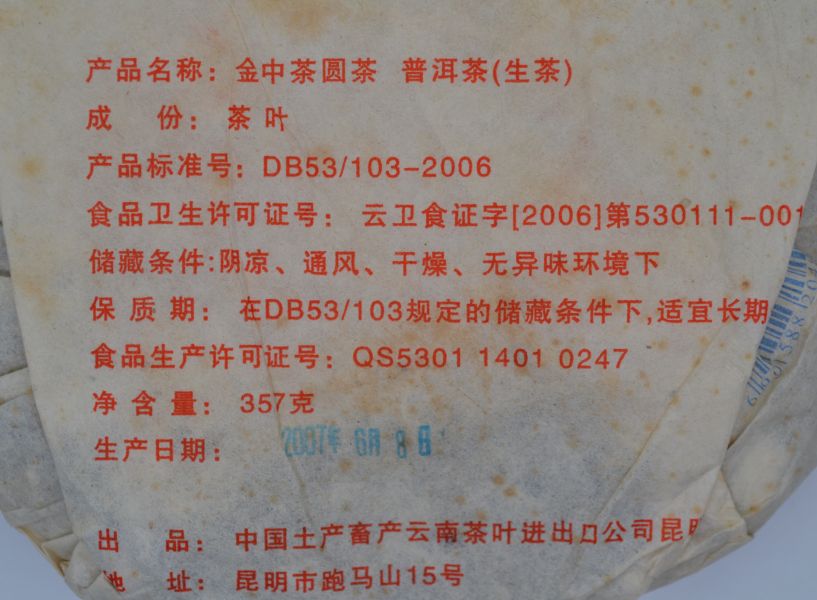 产品名称：金中茶圆茶 普洱茶(生茶)
成 份：茶叶
产品标准号：DB53/103-2006
食品卫生许可证号：云卫食证字[2006]第530111-001
储藏条件:阴凉、通风、干燥、无异味环境下
保质期：在DB53/103规定的储藏条件下,适宜长期
食品生产许可证号：QS5301 1401 0247
净含量：357克
生产日期：2007年 6月 8日
出 品：中国土产畜产云南茶叶进出口公司昆明
地 址：昆明市跑马山15号